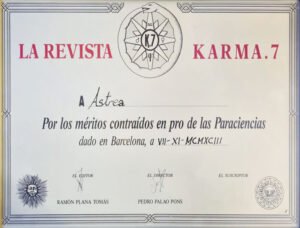 K7
LA REVISTA KARMA.7
A Astrea
Por los méritos contraídos en pro de las Paraciencias
dado en Barcelona, a VII-XI-MCMXCIII
EL EDITOR EL DIRECTOR EL SUSCRIPTOR
RAMÓN PLANA TOMÁS PEDRO PALAO PONS